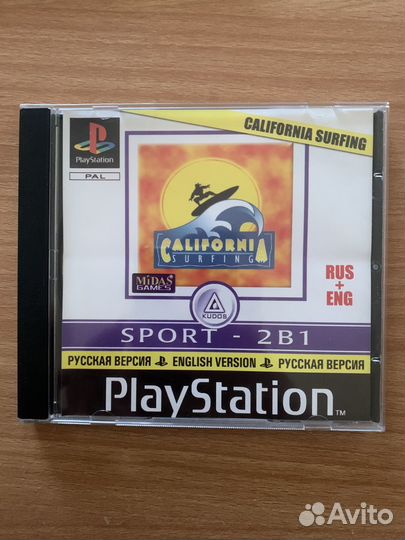 CALIFORNIA SURFING
PlayStation
PAL
CALIFORNIA
SURFING
MiDAS
GAMES
RUS
+
ENG
KUDOS
SPORT - 2B1
РУССКАЯ ВЕРСИЯ ENGLISH VERSION РУССКАЯ ВЕРСИЯ
PlayStation™
Avito